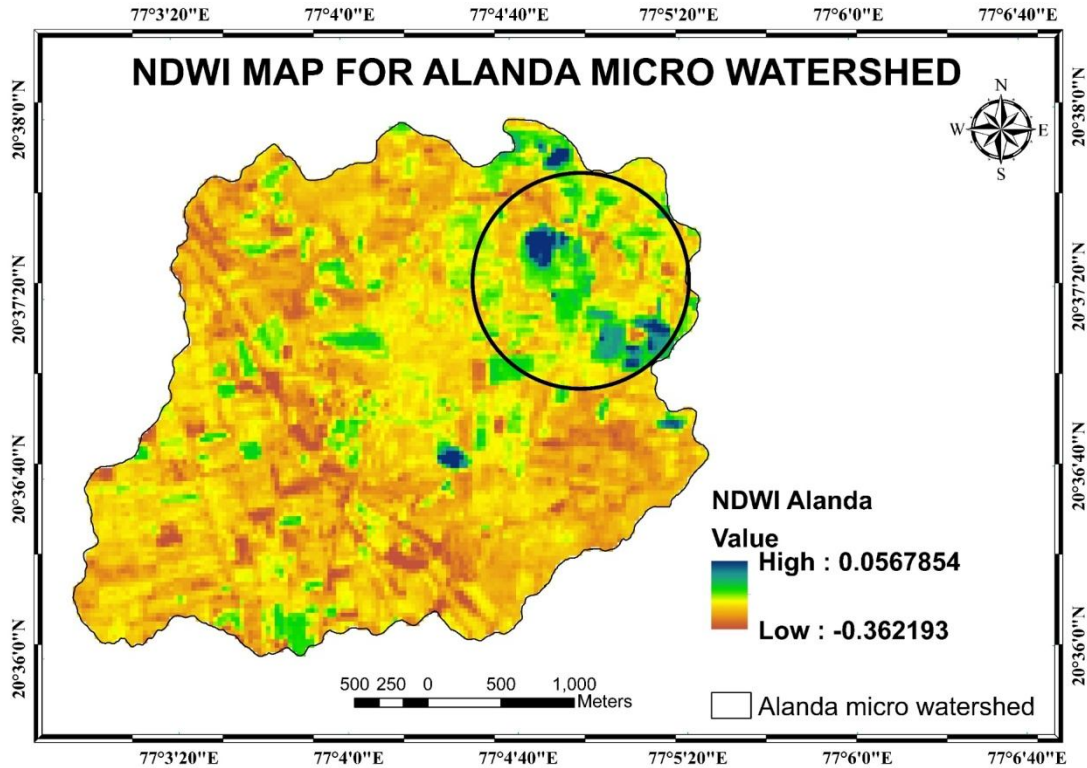 77°3'20"E 77°4'0"E 77°4'40"E 77°5'20"E 77°6'0"E 77°6'40"E
NDWI MAP FOR ALANDA MICRO WATERSHED
N
W E
S
20°38'0"N 20°38'0"N
20°37'20"N 20°37'20"N
20°36'40"N 20°36'40"N
20°36'0"N 20°36'0"N
NDWI Alanda
Value
High : 0.0567854
Low : -0.362193
500 250 0 500 1,000
Meters
Alanda micro watershed
77°3'20"E 77°4'0"E 77°4'40"E 77°5'20"E 77°6'0"E 77°6'40"E